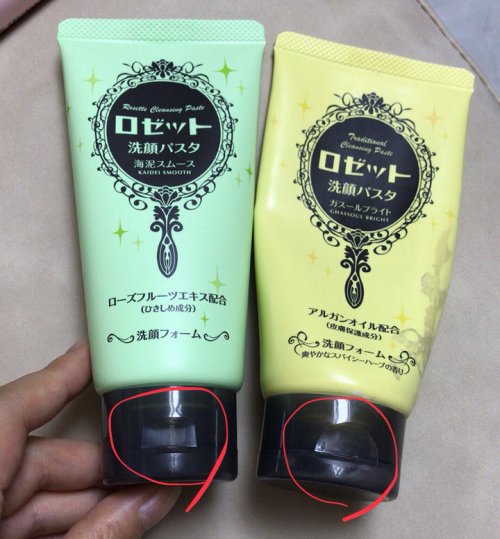 Rosette Cleansing Paste
ロゼット
洗顔パスタ
海泥スムース
KAIDEI SMOOTH
ローズフルーツエキス配合
(ひきしめ成分)
洗顔フォーム
Traditional
Cleansing Paste
ロゼット
洗顔パスタ
ガスールブライト
GHASSOUL BRIGHT
アルガンオイル配合
(皮膚保護成分)
洗顔フォーム
爽やかなスパイシーハーブの香り